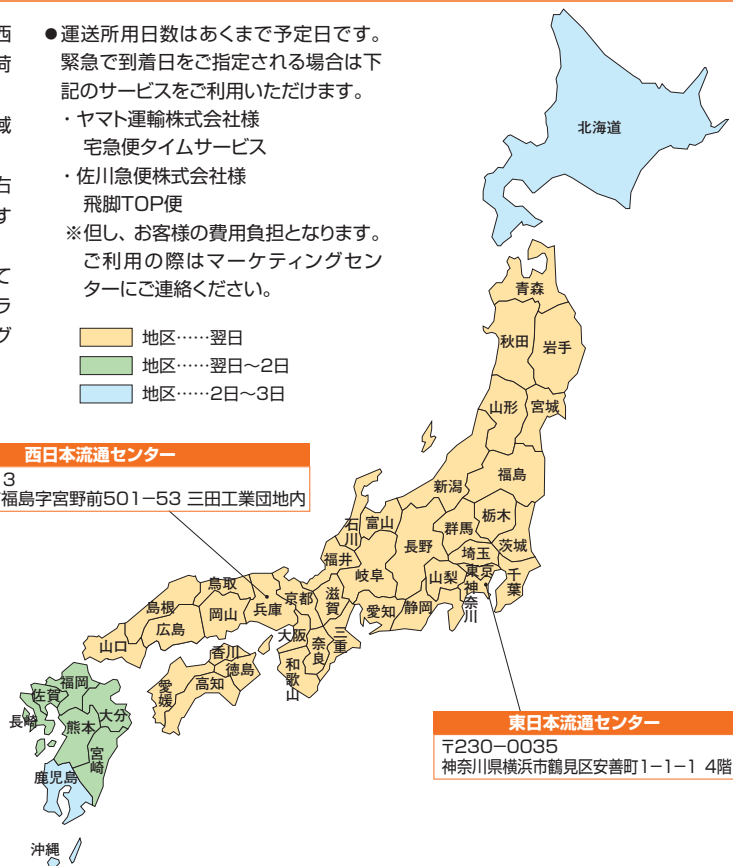 西
荷
域
右
す
て
ラ
グ
●運送所用日数はあくまで予定日です。
緊急で到着日をご指定される場合は下
記のサービスをご利用いただけます。
・ヤマト運輸株式会社様
宅急便タイムサービス
・佐川急便株式会社様
飛脚TOP便
※但し、お客様の費用負担となります。
ご利用の際はマーケティングセン
ターにご連絡ください。
地区……翌日
地区……翌日～2日
地区……2日～3日
北海道
青森
秋田
岩手
山形
宮城
福島
新潟
栃木
群馬
茨城
埼玉
東京
千葉
神奈川
山梨
長野
静岡
愛知
岐阜
富山
石川
福井
滋賀
三重
京都
奈良
大阪
和歌山
兵庫
鳥取
岡山
島根
広島
山口
香川
徳島
高知
愛媛
福岡
佐賀
長崎
大分
熊本
宮崎
鹿児島
沖縄
西日本流通センター
3
福島字宮野前501－53 三田工業団地内
東日本流通センター
〒230－0035
神奈川県横浜市鶴見区安善町1－1－1 4階